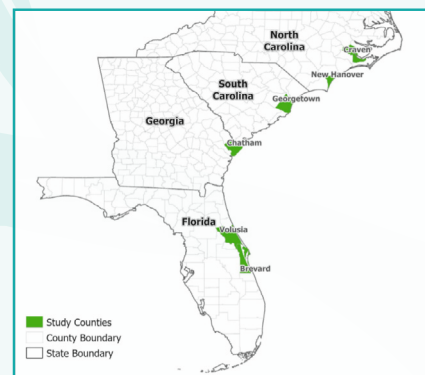 North
Carolina
Craven
New Hanover
South
Carolina
Georgetown
Georgia
Chatham
Florida
Volusia
Brevard
Study Counties
County Boundary
State Boundary